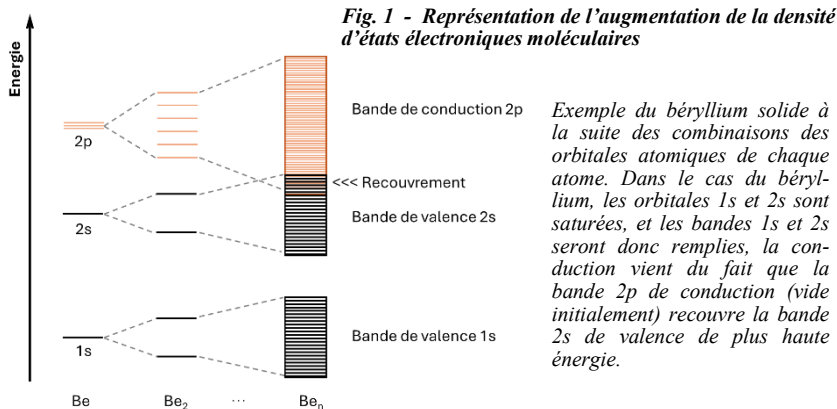 Fig. 1 - Représentation de l’augmentation de la densité
d’états électroniques moléculaires
Energie
Bande de conduction 2p
2p
<<< Recouvrement
2s
Bande de valence 2s
1s
Bande de valence 1s
Be
Be₂
...
Beₙ
Exemple du béryllium solide à
la suite des combinaisons des
orbitales atomiques de chaque
atome. Dans le cas du béryl-
lium, les orbitales 1s et 2s sont
saturées, et les bandes 1s et 2s
seront donc remplies, la con-
duction vient du fait que la
bande 2p de conduction (vide
initialement) recouvre la bande
2s de valence de plus haute
énergie.